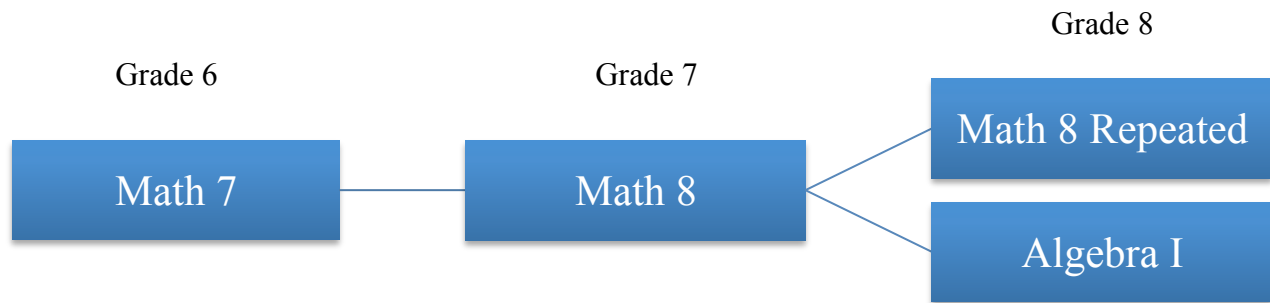 Grade 6
Math 7
Grade 7
Math 8
Grade 8
Math 8 Repeated
Algebra I